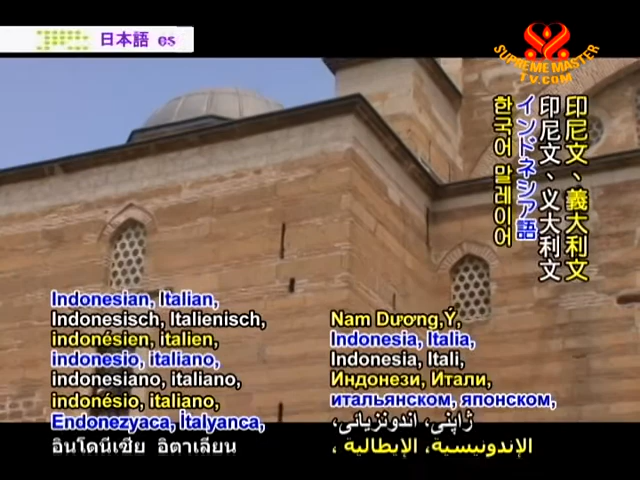 日本語 es
SUPREME MASTER
TV.COM
印尼文、義大利文
印尼文、义大利文
インドネシア語
한국어 말레이어
Indonesian, Italian,
Indonesisch, Italienisch,
indonésien, italien,
indonesio, italiano,
indonesiano, italiano,
indonésio, italiano,
Endonezyaca, İtalyanca,
อินโดนีเซีย อิตาเลียน
Nam Dương,Ý,
Indonesia, Italia,
Indonesia, Itali,
Индонези, Итали,
итальянском, японском,
ژاپنی، اندونزیائی،
الإندونيسية، الإيطالية ،